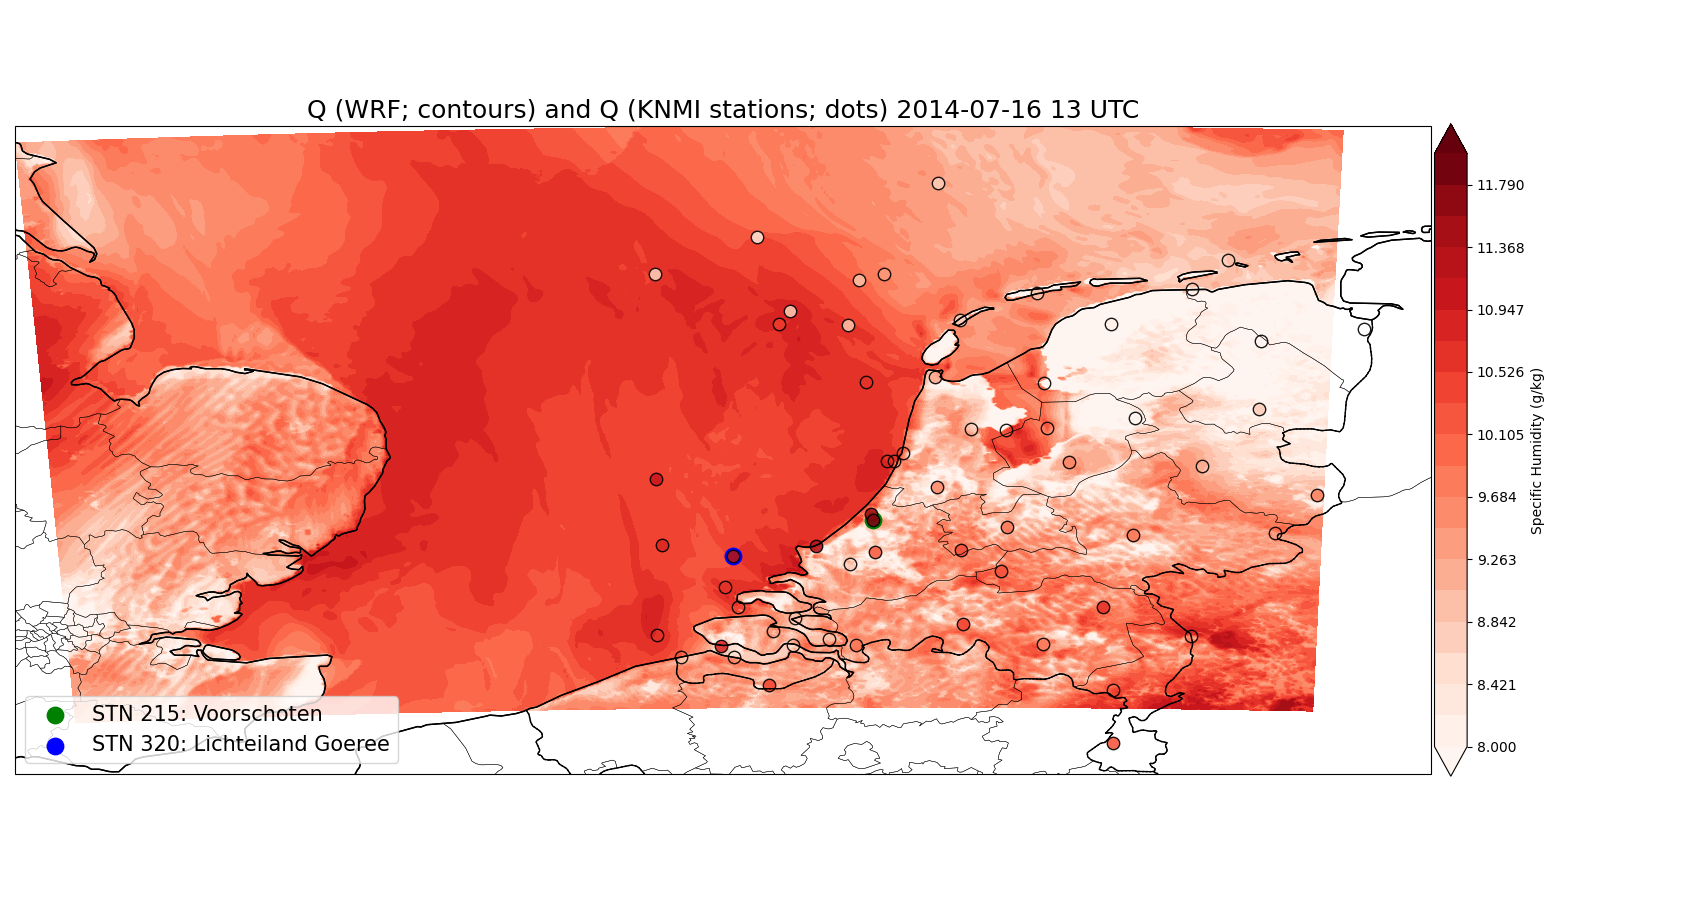 Q (WRF; contours) and Q (KNMI stations; dots) 2014-07-16 13 UTC
11.790
11.368
10.947
10.526
10.105
9.684
9.263
8.842
8.421
8.000
Specific Humidity (g/kg)
STN 215: Voorschoten
STN 320: Lichteiland Goeree